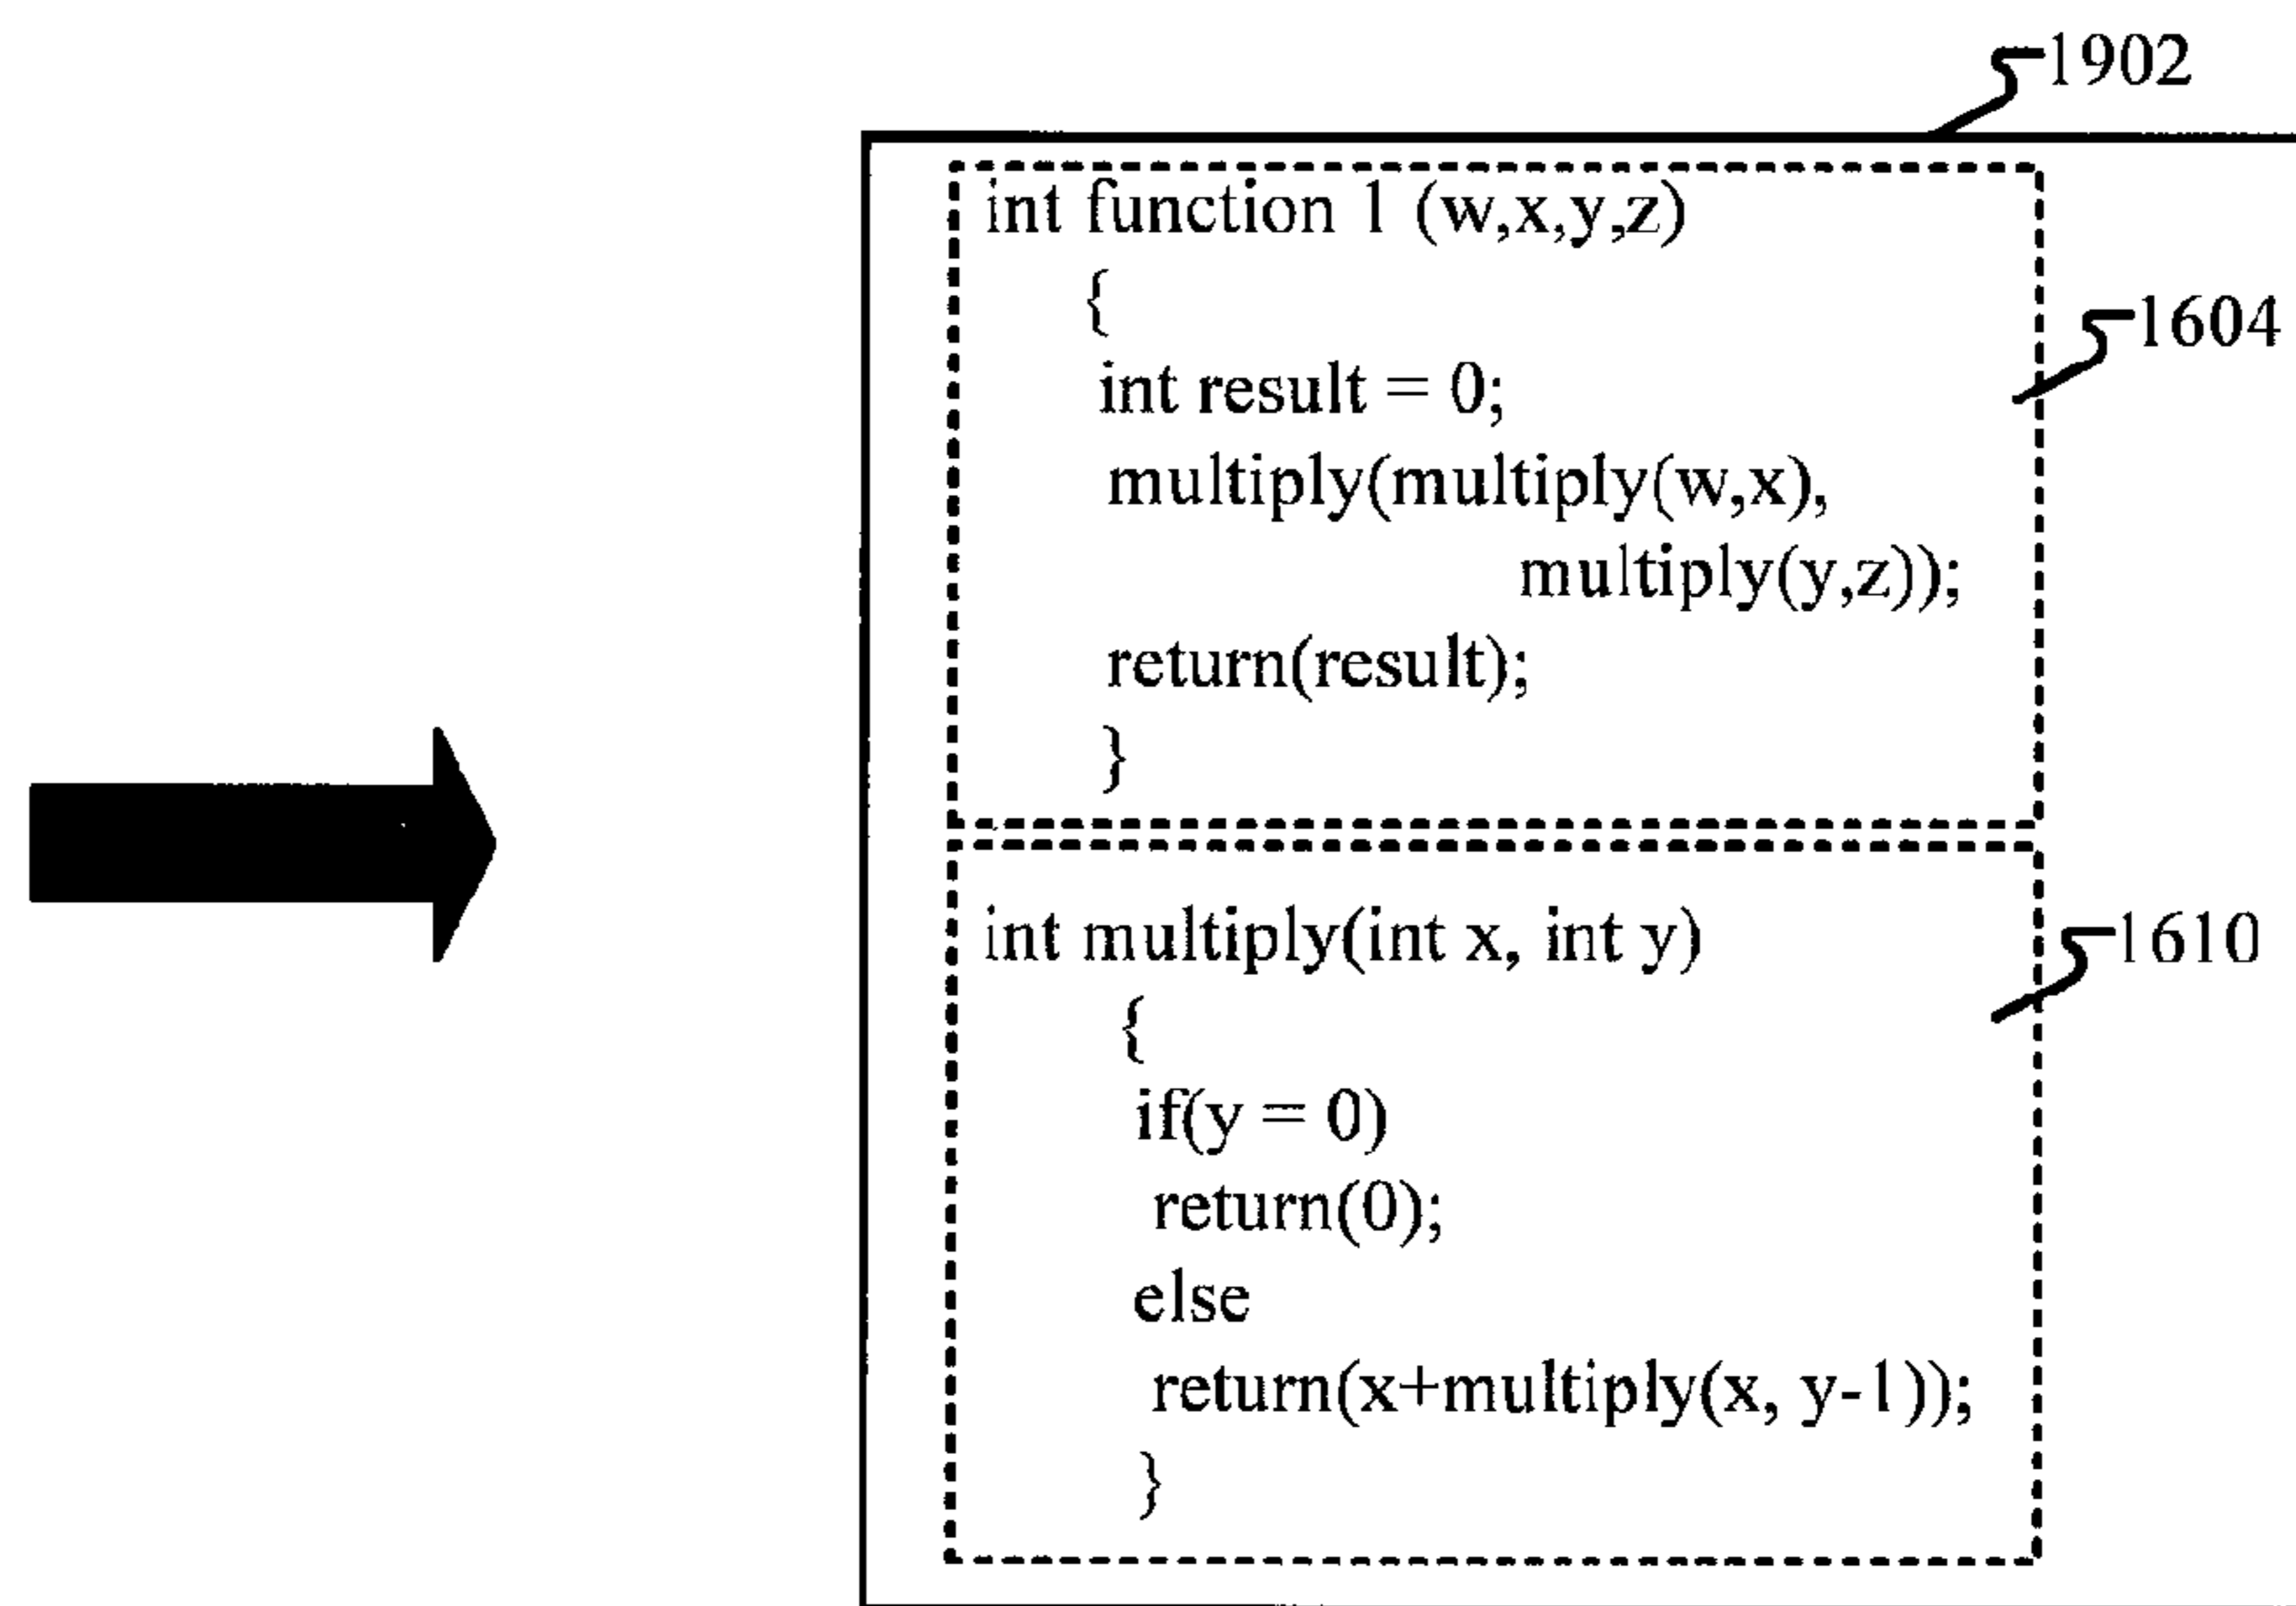 1902
int function 1 (w,x,y,z)
{
1604
int result = 0;
multiply(multiply(w,x),
multiply(y,z));
return(result);
}
int multiply(int x, int y)
1610
{
if(y = 0)
return(0);
else
return(x+multiply(x, y-1));
}